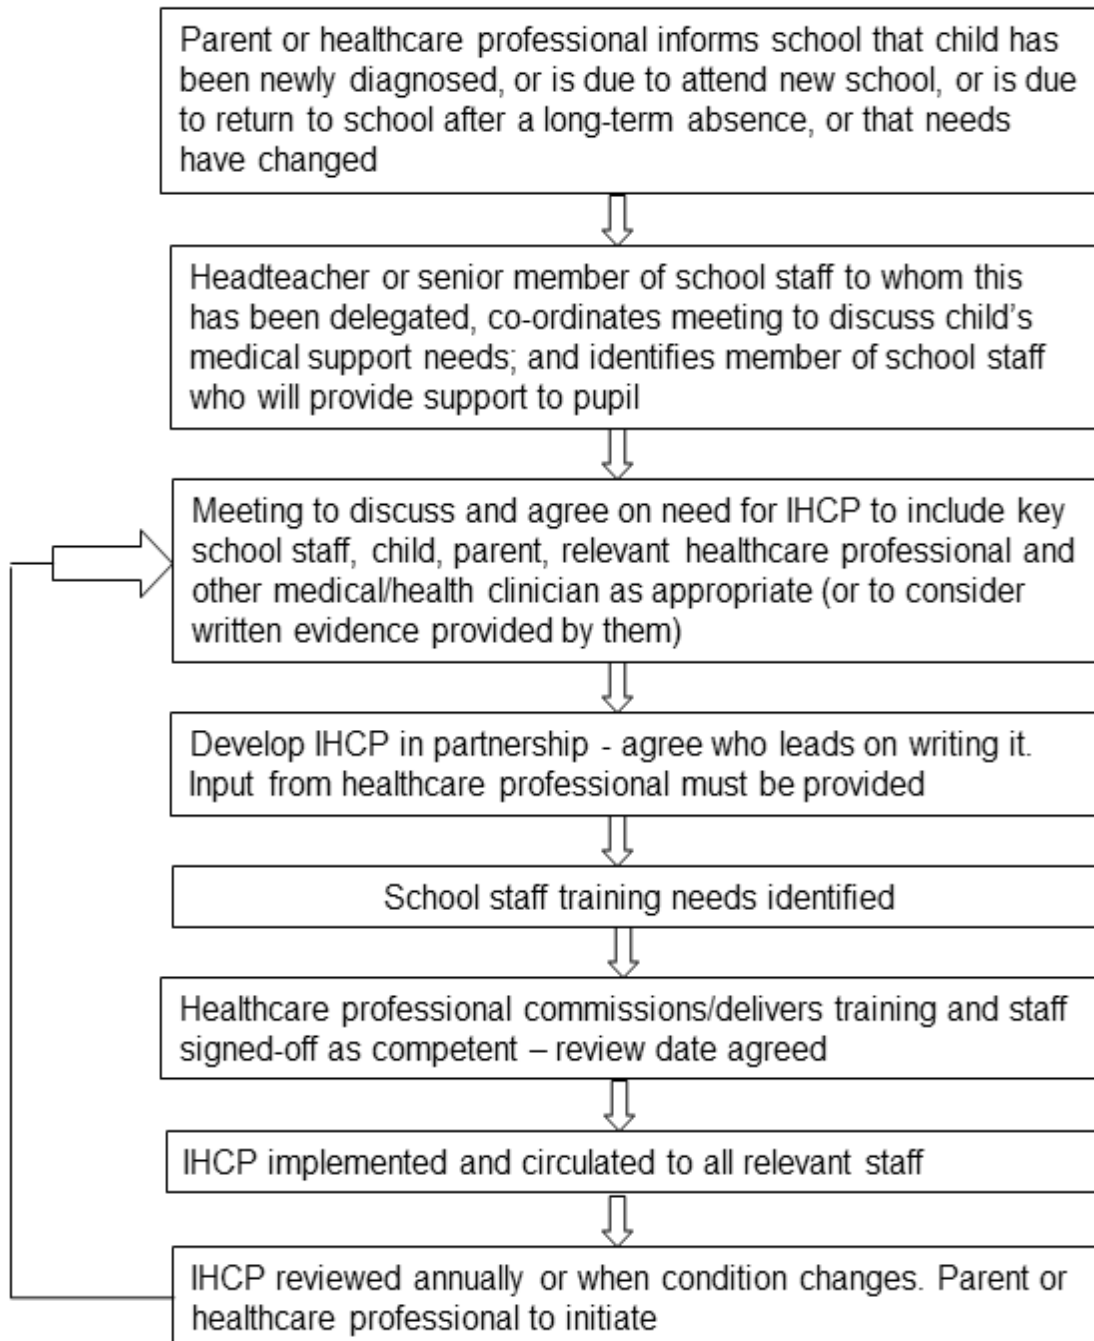 Parent or healthcare professional informs school that child has
been newly diagnosed, or is due to attend new school, or is due
to return to school after a long-term absence, or that needs
have changed
Headteacher or senior member of school staff to whom this
has been delegated, co-ordinates meeting to discuss child’s
medical support needs; and identifies member of school staff
who will provide support to pupil
Meeting to discuss and agree on need for IHCP to include key
school staff, child, parent, relevant healthcare professional and
other medical/health clinician as appropriate (or to consider
written evidence provided by them)
Develop IHCP in partnership - agree who leads on writing it.
Input from healthcare professional must be provided
School staff training needs identified
Healthcare professional commissions/delivers training and staff
signed-off as competent – review date agreed
IHCP implemented and circulated to all relevant staff
IHCP reviewed annually or when condition changes. Parent or
healthcare professional to initiate